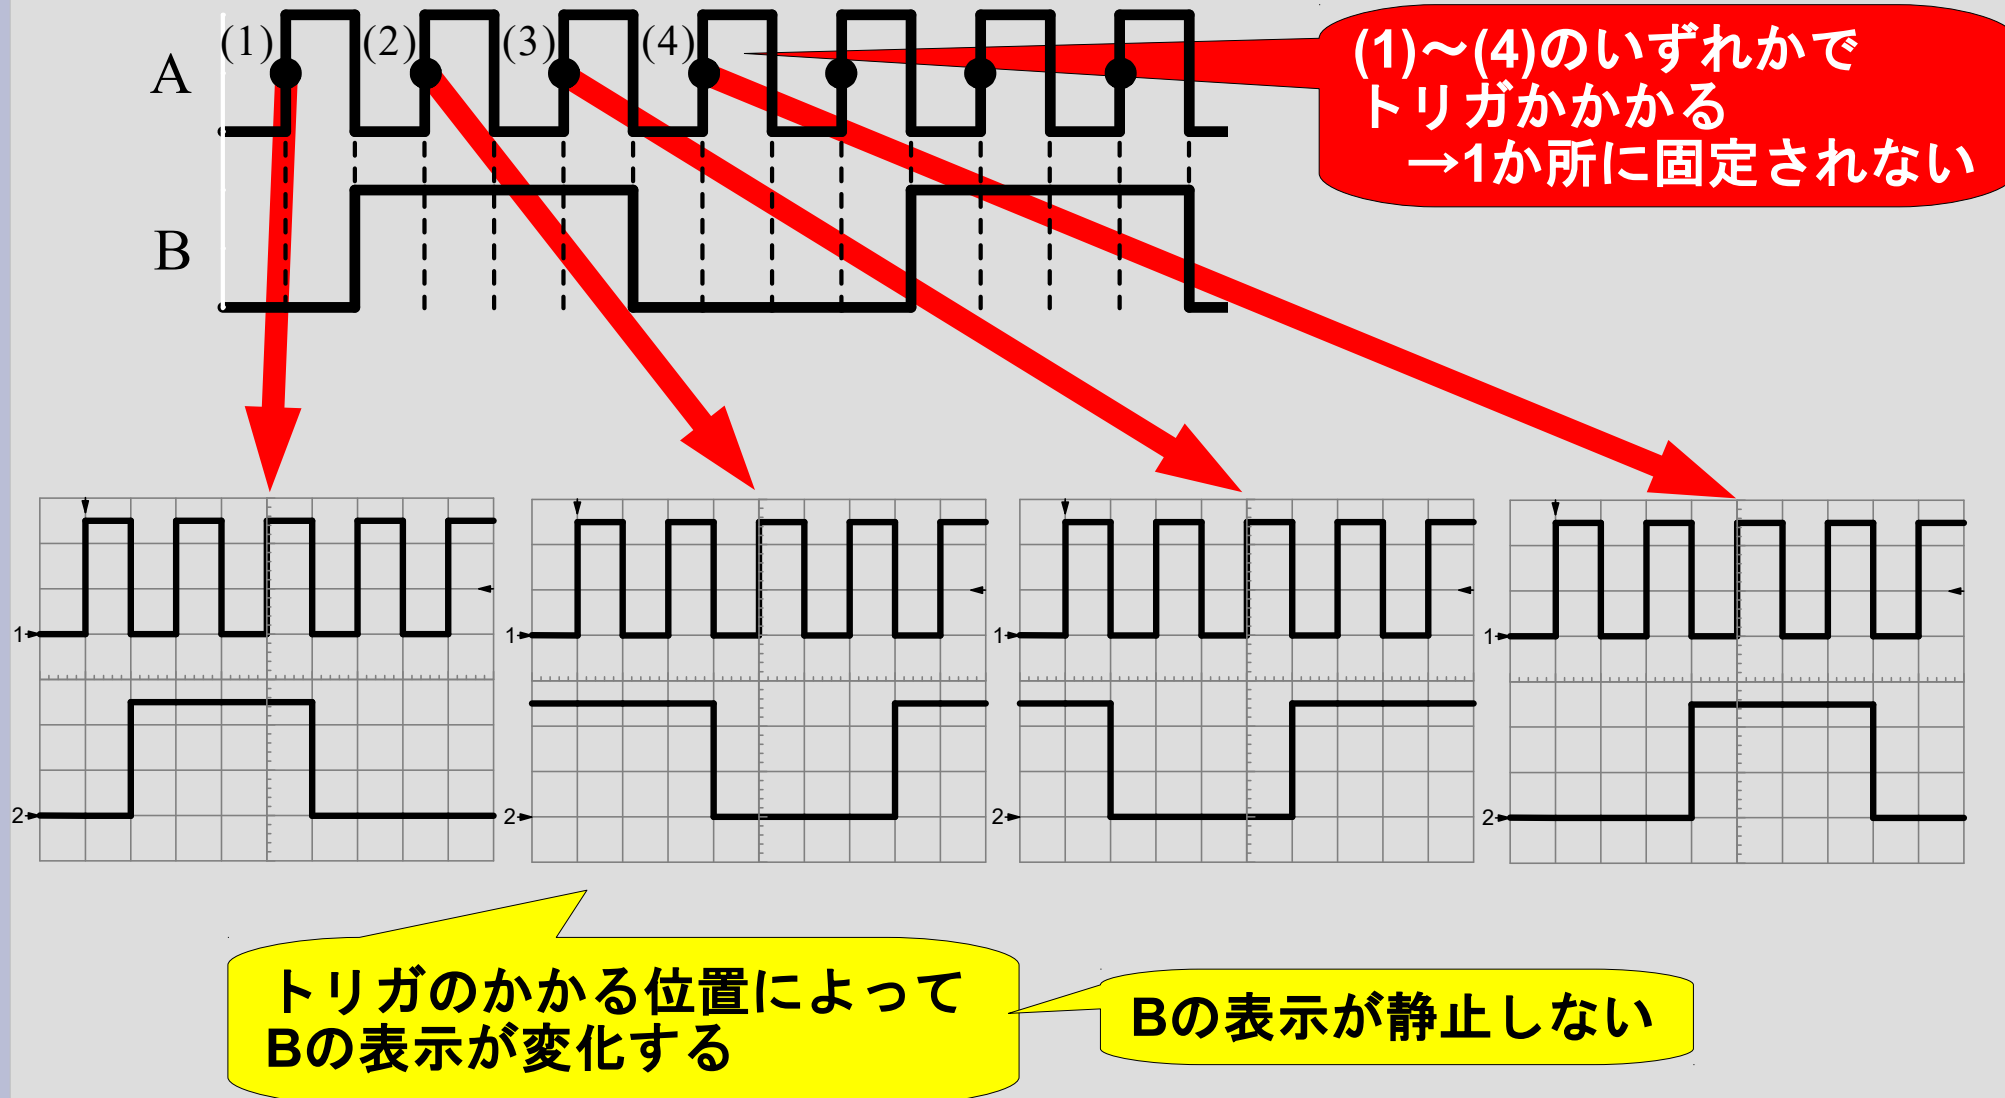 (1) (2) (3) (4)
A
(1)～(4)のいずれかで
トリガかかかる
→1か所に固定されない
B
1 1 1 1
2 2 2 2
トリガのかかる位置によって
Bの表示が変化する
Bの表示が静止しない